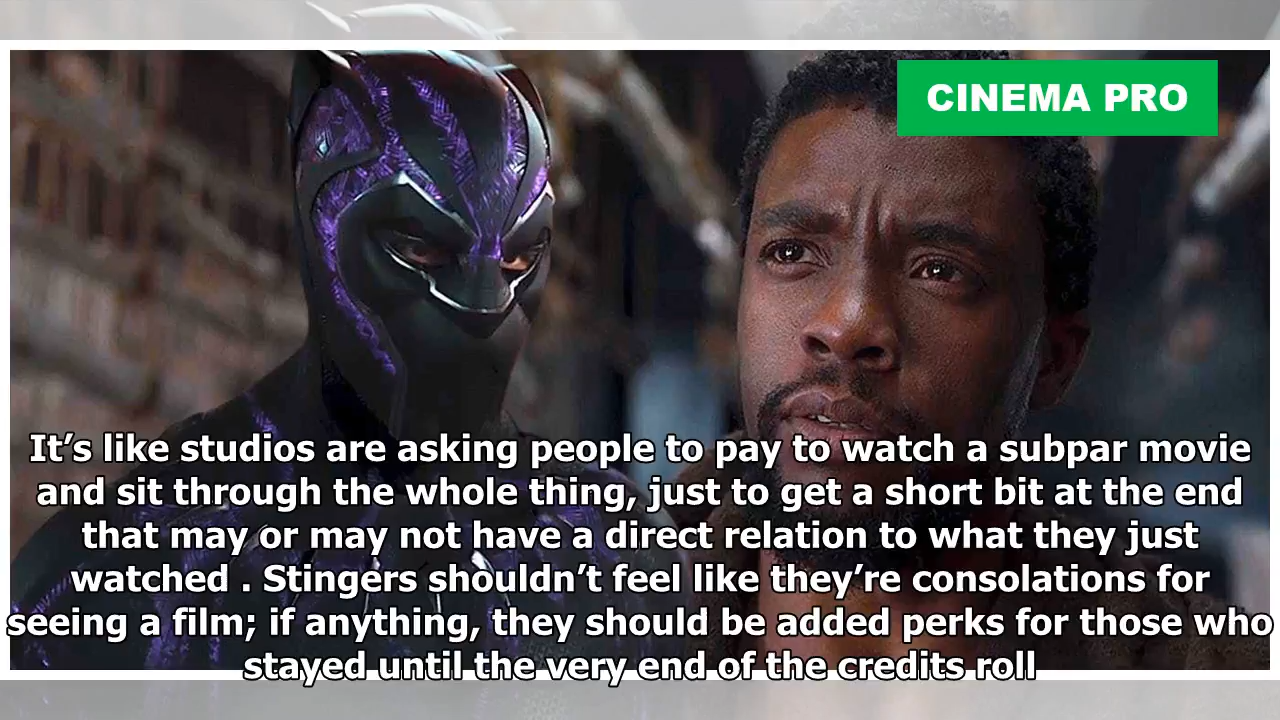 CINEMA PRO
It’s like studios are asking people to pay to watch a subpar movie
and sit through the whole thing, just to get a short bit at the end
that may or may not have a direct relation to what they just
watched . Stingers shouldn’t feel like they’re consolations for
seeing a film; if anything, they should be added perks for those who
stayed until the very end of the credits roll